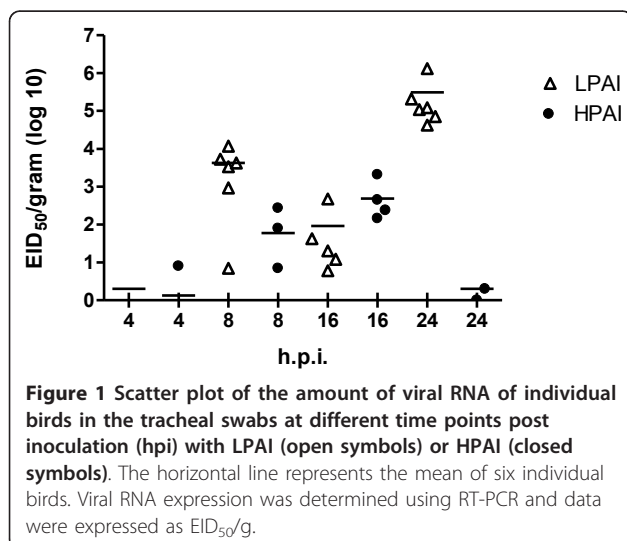 7
6
5
4
3
2
1
0
EID50/gram (log 10)
4 4 8 8 16 16 24 24
h.p.i.
LPAI
HPAI
Figure 1 Scatter plot of the amount of viral RNA of individual
birds in the tracheal swabs at different time points post
inoculation (hpi) with LPAI (open symbols) or HPAI (closed
symbols). The horizontal line represents the mean of six individual
birds. Viral RNA expression was determined using RT-PCR and data
were expressed as EID50/g.